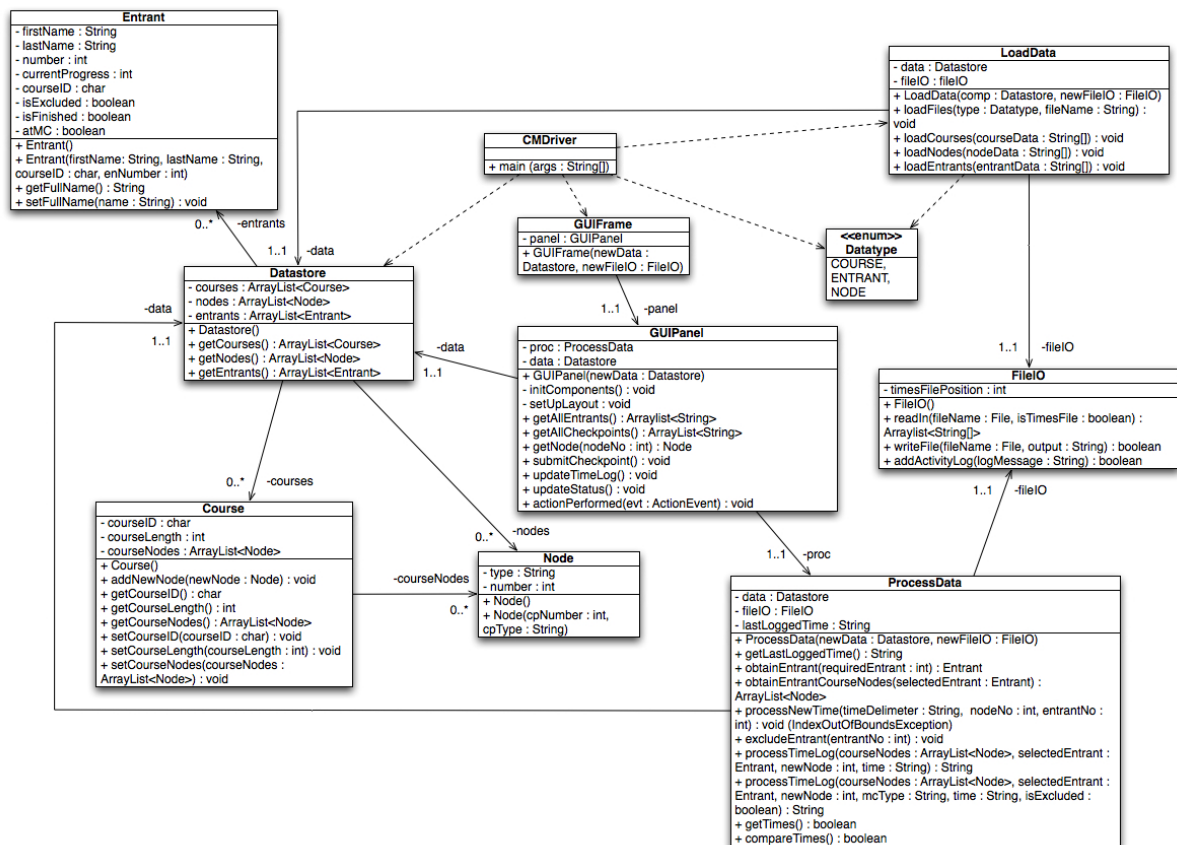 Entrant
- firstName : String
- lastName : String
- number : int
- currentProgress : int
- courseID : char
- isExcluded : boolean
- isFinished : boolean
- atMC : boolean
+ Entrant()
+ Entrant(firstName: String, lastName : String,
courseID : char, enNumber : int)
+ getFullName() : String
+ setFullName(name : String) : void
0..*
-entrants
1..1
-data
LoadData
- data : Datastore
- fileIO : fileIO
+ LoadData(comp : Datastore, newFileIO : FileIO)
+ loadFiles(type : Datatype, fileName : String) :
void
+ loadCourses(courseData : String[]) : void
+ loadNodes(nodeData : String[]) : void
+ loadEntrants(entrantData : String[]) : void
CMDriver
+ main (args : String[])
GUIFrame
- panel : GUIPanel
+ GUIFrame(newData :
Datastore, newFileIO : FileIO)
1..1
-panel
<<enum>>
Datatype
COURSE,
ENTRANT,
NODE
Datastore
- courses : ArrayList<Course>
- nodes : ArrayList<Node>
- entrants : ArrayList<Entrant>
+ Datastore()
+ getCourses() : ArrayList<Course>
+ getNodes() : ArrayList<Node>
+ getEntrants() : ArrayList<Entrant>
-data
1..1
-data
1..1
GUIPanel
- proc : ProcessData
- data : Datastore
+ GUIPanel(newData : Datastore)
- initComponents() : void
- setUpLayout : void
+ getAllEntrants() : Arraylist<String>
+ getAllCheckpoints() : ArrayList<String>
+ getNode(nodeNo : int) : Node
+ submitCheckpoint() : void
+ updateTimeLog() : void
+ updateStatus() : void
+ actionPerformed(evt : ActionEvent) : void
1..1
-fileIO
FileIO
- timesFilePosition : int
+ FileIO()
+ readIn(fileName : File, isTimesFile : boolean) :
Arraylist<String[]>
+ writeFile(fileName : File, output : String) : boolean
+ addActivityLog(logMessage : String) : boolean
1..1
-fileIO
0..*
-courses
Course
- courseID : char
- courseLength : int
- courseNodes : ArrayList<Node>
+ Course()
+ addNewNode(newNode : Node) : void
+ getCourseID() : char
+ getCourseLength() : int
+ getCourseNodes() : ArrayList<Node>
+ setCourseID(courseID : char) : void
+ setCourseLength(courseLength : int) : void
+ setCourseNodes(courseNodes :
ArrayList<Node>) : void
-courseNodes
0..*
0..*
-nodes
Node
- type : String
- number : int
+ Node()
+ Node(cpNumber : int,
cpType : String)
1..1
-proc
ProcessData
- data : Datastore
- fileIO : FileIO
- lastLoggedTime : String
+ ProcessData(newData : Datastore, newFileIO : FileIO)
+ getLastLoggedTime() : String
+ obtainEntrant(requiredEntrant : int) : Entrant
+ obtainEntrantCourseNodes(selectedEntrant : Entrant) :
ArrayList<Node>
+ processNewTime(timeDelimeter : String, nodeNo : int, entrantNo :
int) : void (IndexOutOfBoundsException)
+ excludeEntrant(entrantNo : int) : void
+ processTimeLog(courseNodes : ArrayList<Node>, selectedEntrant :
Entrant, newNode : int, time : String) : String
+ processTimeLog(courseNodes : ArrayList<Node>, selectedEntrant :
Entrant, newNode : int, mcType : String, time : String, isExcluded :
boolean) : String
+ getTimes() : boolean
+ compareTimes() : boolean